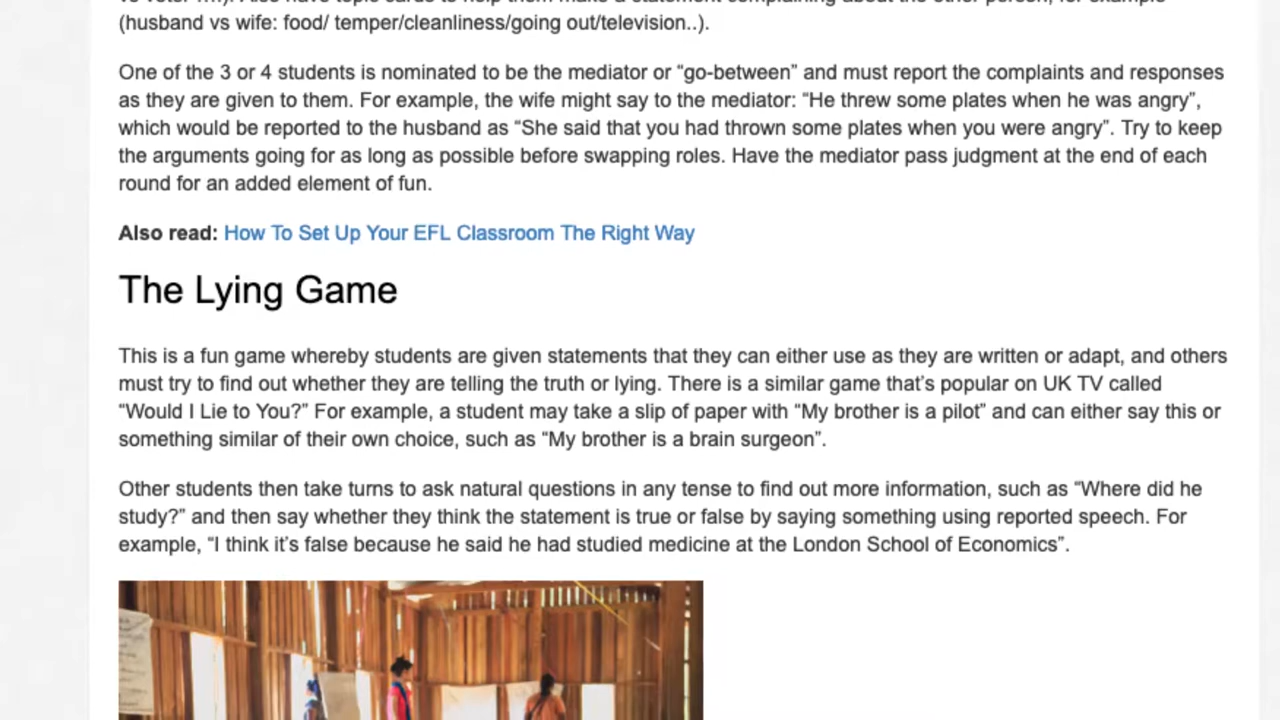 (husband vs wife: food/ temper/cleanliness/going out/television..).
One of the 3 or 4 students is nominated to be the mediator or “go-between” and must report the complaints and responses
as they are given to them. For example, the wife might say to the mediator: “He threw some plates when he was angry”,
which would be reported to the husband as “She said that you had thrown some plates when you were angry”. Try to keep
the arguments going for as long as possible before swapping roles. Have the mediator pass judgment at the end of each
round for an added element of fun.
Also read: How To Set Up Your EFL Classroom The Right Way
The Lying Game
This is a fun game whereby students are given statements that they can either use as they are written or adapt, and others
must try to find out whether they are telling the truth or lying. There is a similar game that’s popular on UK TV called
“Would I Lie to You?” For example, a student may take a slip of paper with “My brother is a pilot” and can either say this or
something similar of their own choice, such as “My brother is a brain surgeon”.
Other students then take turns to ask natural questions in any tense to find out more information, such as “Where did he
study?” and then say whether they think the statement is true or false by saying something using reported speech. For
example, “I think it’s false because he said he had studied medicine at the London School of Economics”.